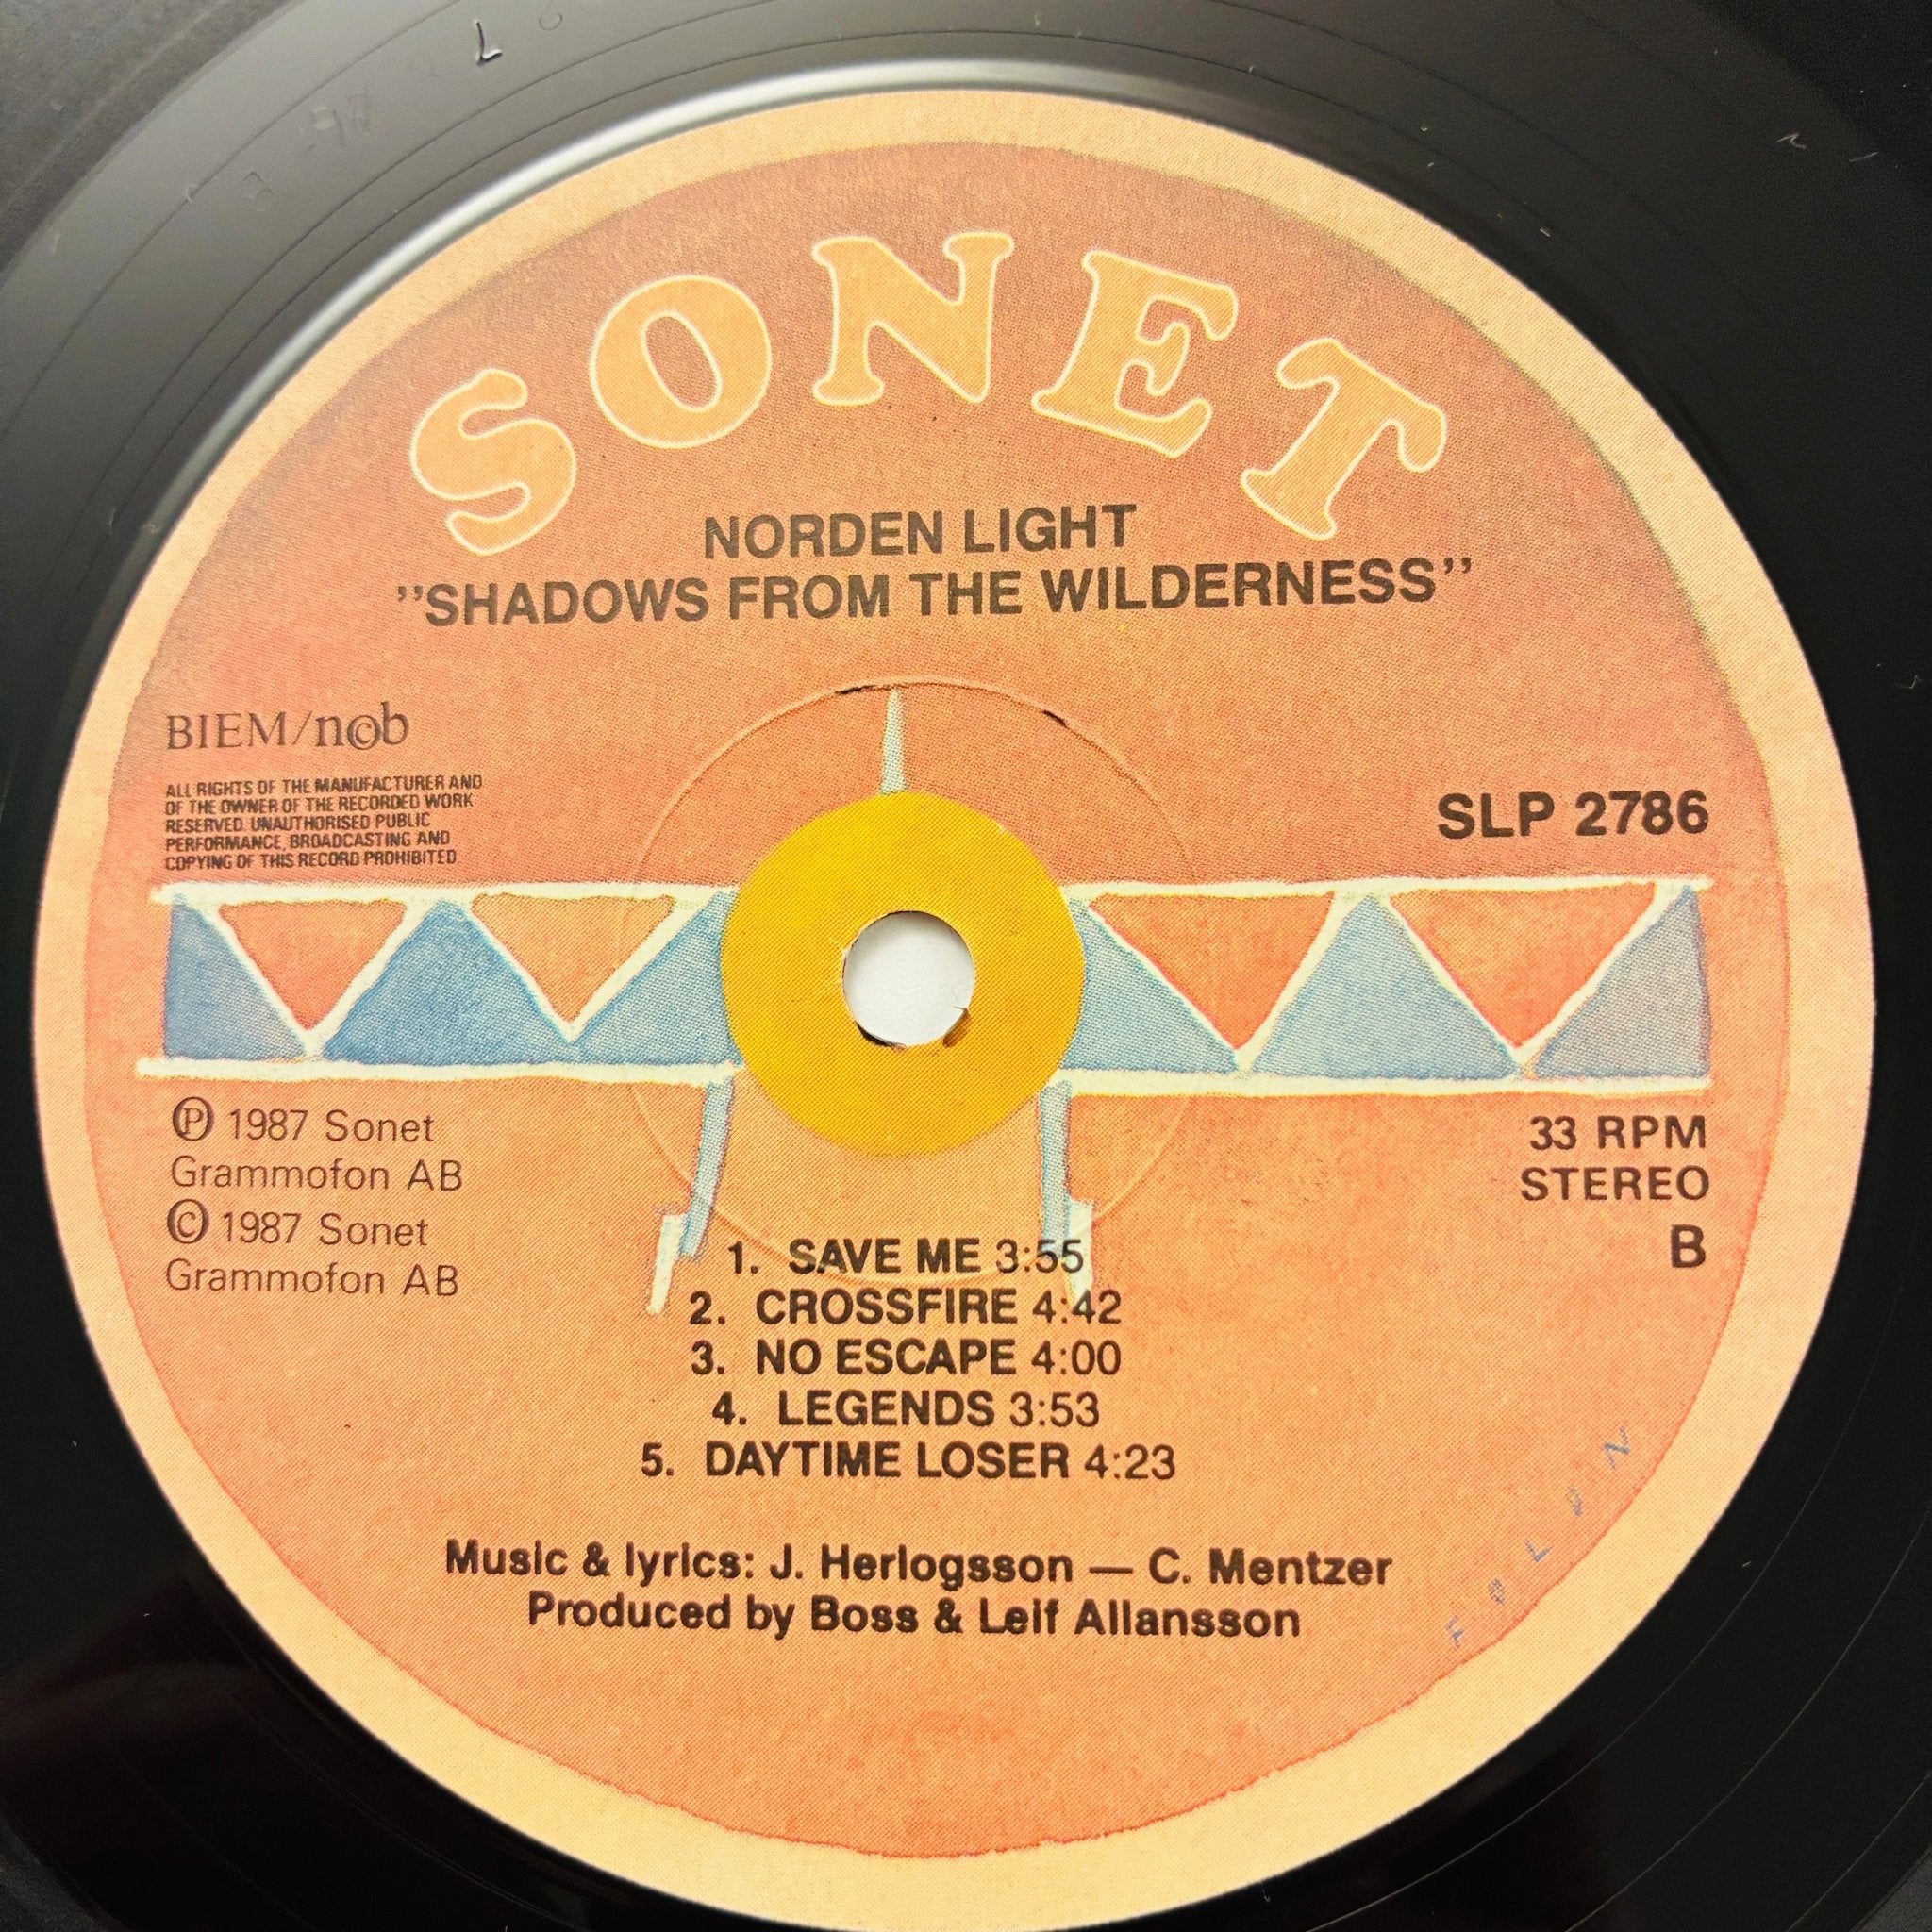 SONET
NORDEN LIGHT
"SHADOWS FROM THE WILDERNESS"
BIEM/n©b
ALL RIGHTS OF THE MANUFACTURER AND
OF THE OWNER OF THE RECORDED WORK
RESERVED. UNAUTHORISED PUBLIC
PERFORMANCE, BROADCASTING AND
COPYING OF THIS RECORD PROHIBITED
SLP 2786
℗ 1987 Sonet
Grammofon AB
© 1987 Sonet
Grammofon AB
33 RPM
STEREO
B
1. SAVE ME 3:55
2. CROSSFIRE 4:42
3. NO ESCAPE 4:00
4. LEGENDS 3:53
5. DAYTIME LOSER 4:23
Music & lyrics: J. Herlogsson — C. Mentzer
Produced by Boss & Leif Allansson
FOLON